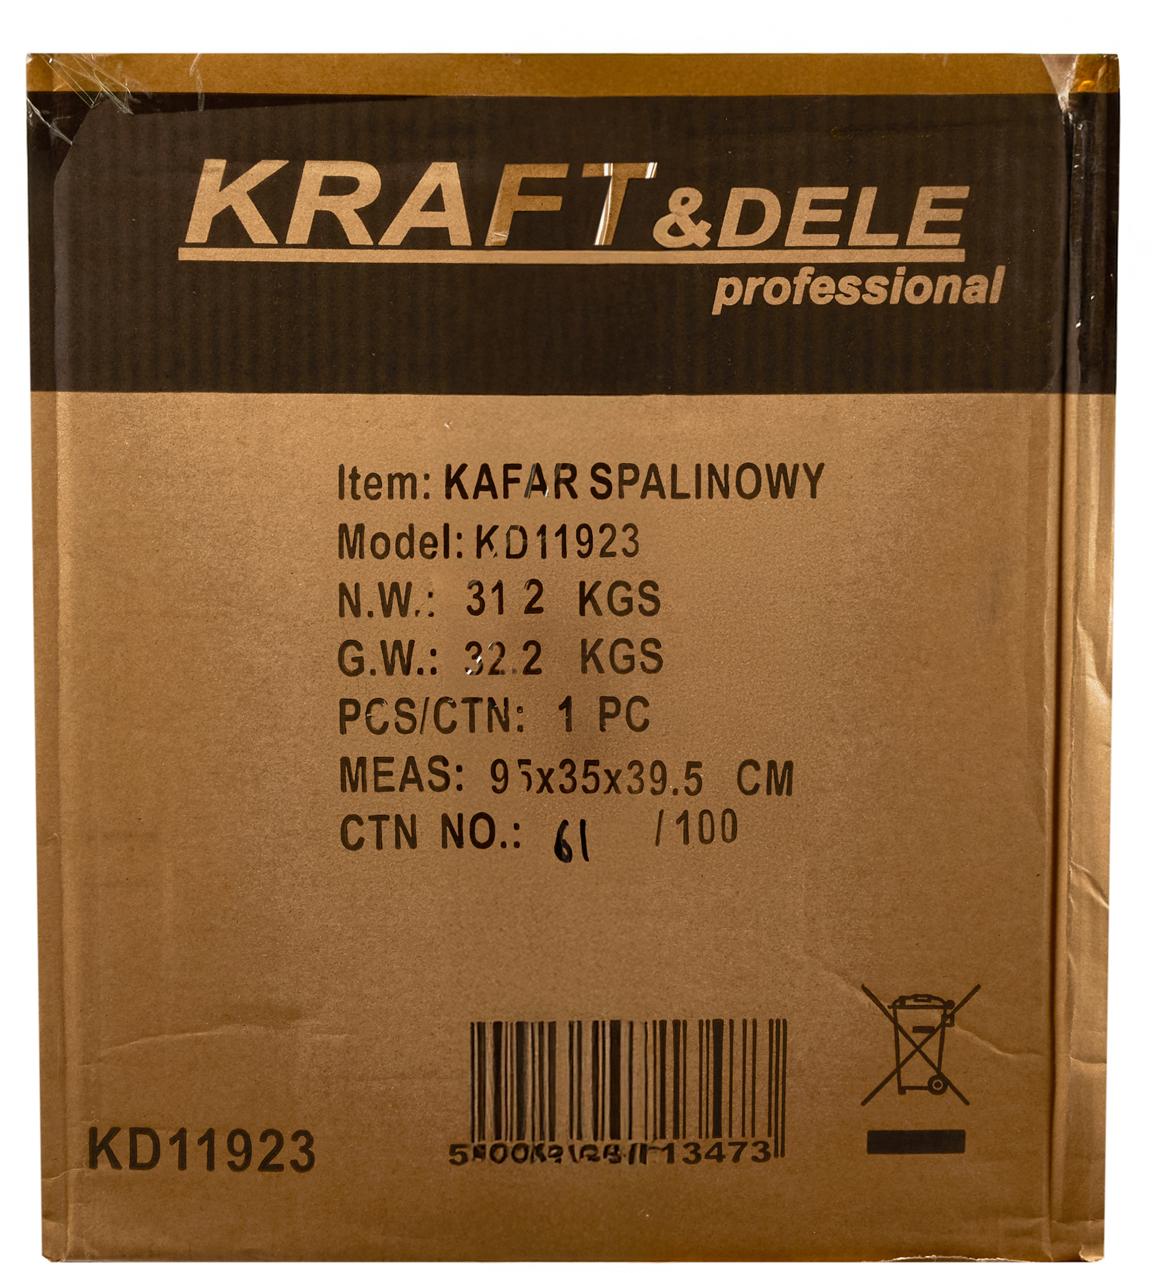 KRAFT & DELE
professional
Item: KAFAR SPALINOWY
Model: KD11923
N.W.: 31 2 KGS
G.W.: 32.2 KGS
PCS/CTN: 1 PC
MEAS: 95x35x39.5 CM
CTN NO.: 61 /100
KD11923